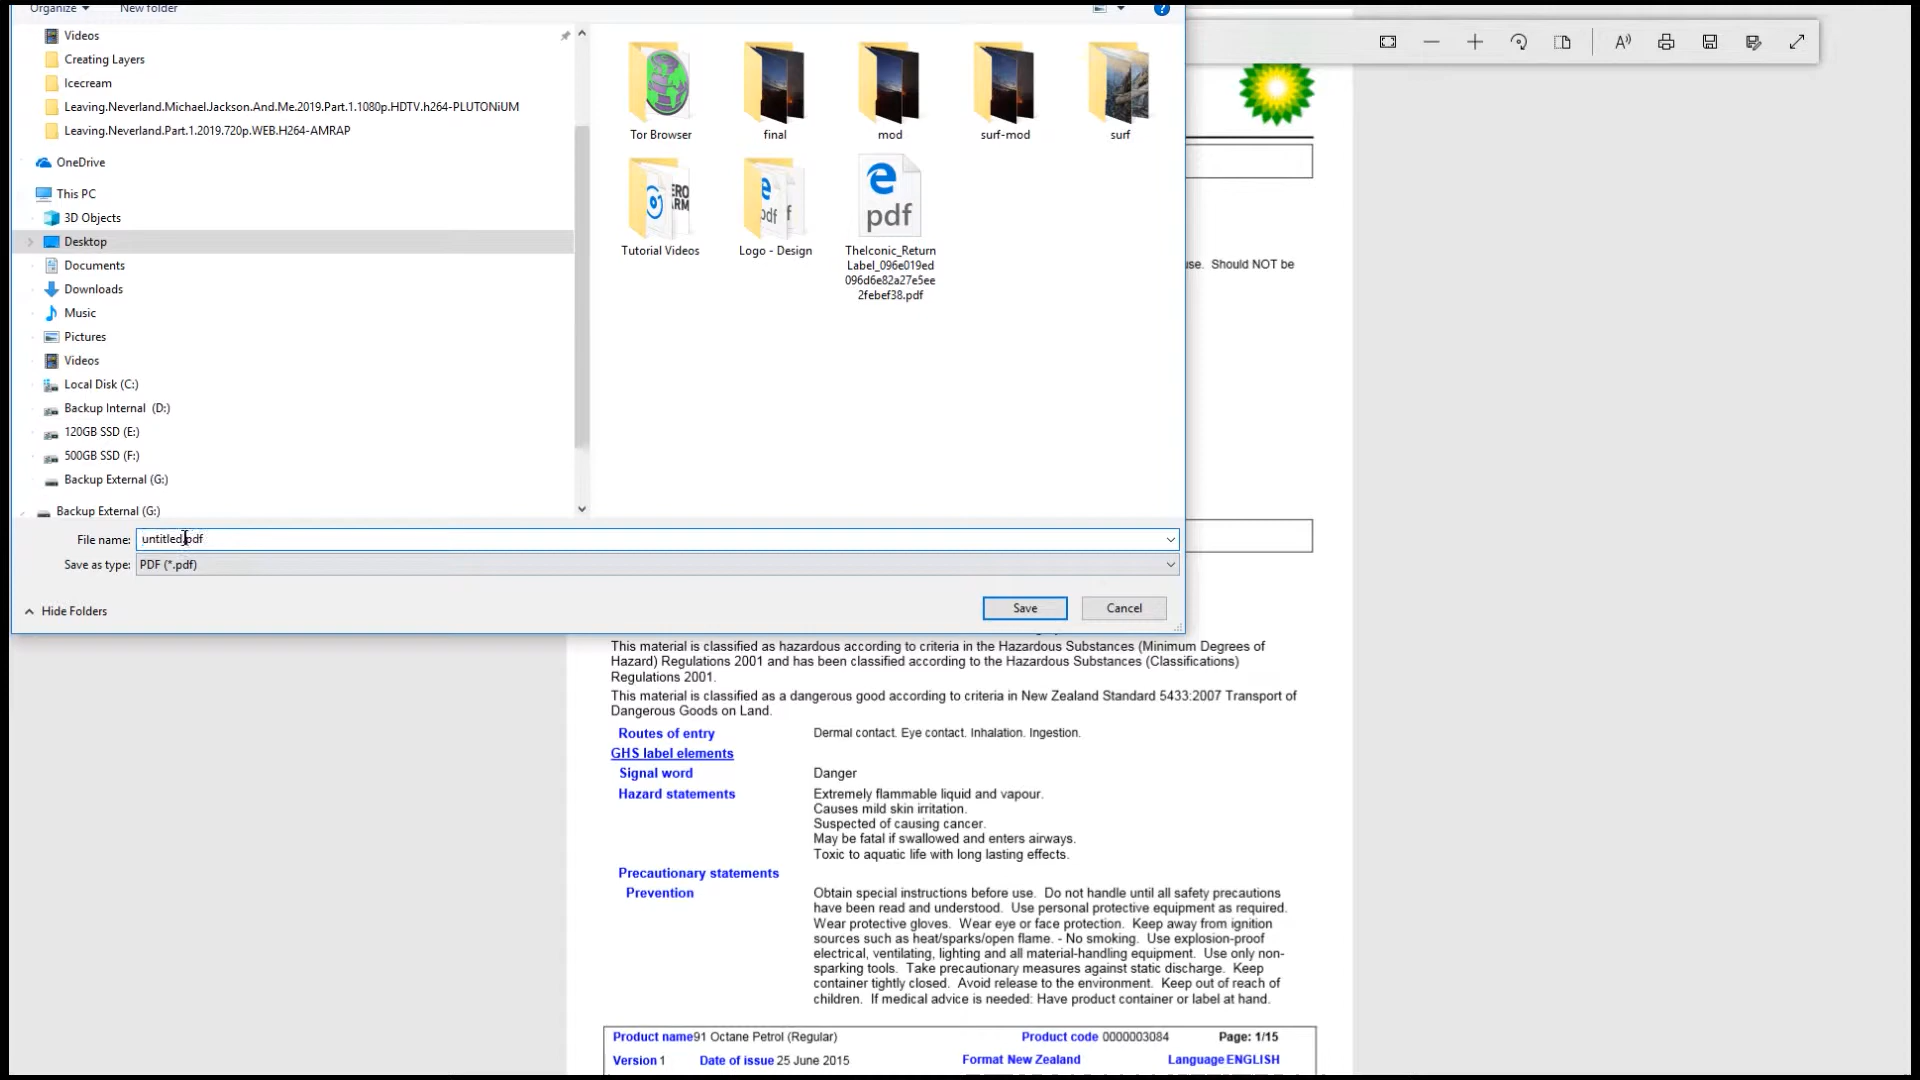 Organize
New folder
?
Videos
Creating Layers
Icecream
Leaving.Neverland.Michael.Jackson.And.Me.2019.Part.1.1080p.HDTV.h264-PLUTONiUM
Leaving.Neverland.Part.1.2019.720p.WEB.H264-AMRAP
OneDrive
This PC
3D Objects
Desktop
Documents
Downloads
Music
Pictures
Videos
Local Disk (C:)
Backup Internal (D:)
120GB SSD (E:)
500GB SSD (F:)
Backup External (G:)
Backup External (G:)
Tor Browser
final
mod
surf-mod
surf
Tutorial Videos
Logo - Design
pdf
TheIconic_Return
Label_096e019ed
096d6e82a27e5ee
2febef38.pdf
File name: untitled.pdf
Save as type: PDF (*.pdf)
Hide Folders
Save
Cancel
bp
use. Should NOT be
This material is classified as hazardous according to criteria in the Hazardous Substances (Minimum Degrees of
Hazard) Regulations 2001 and has been classified according to the Hazardous Substances (Classifications)
Regulations 2001.
This material is classified as a dangerous good according to criteria in New Zealand Standard 5433:2007 Transport of
Dangerous Goods on Land.
Routes of entry Dermal contact. Eye contact. Inhalation. Ingestion.
GHS label elements
Signal word Danger
Hazard statements Extremely flammable liquid and vapour.
Causes mild skin irritation.
Suspected of causing cancer.
May be fatal if swallowed and enters airways.
Toxic to aquatic life with long lasting effects.
Precautionary statements
Prevention Obtain special instructions before use. Do not handle until all safety precautions
have been read and understood. Use personal protective equipment as required.
Wear protective gloves. Wear eye or face protection. Keep away from ignition
sources such as heat/sparks/open flame. - No smoking. Use explosion-proof
electrical, ventilating, lighting and all material-handling equipment. Use only non-
sparking tools. Take precautionary measures against static discharge. Keep
container tightly closed. Avoid release to the environment. Keep out of reach of
children. If medical advice is needed: Have product container or label at hand.
Product name 91 Octane Petrol (Regular) Product code 0000003084 Page: 1/15
Version 1 Date of issue 25 June 2015 Format New Zealand Language ENGLISH